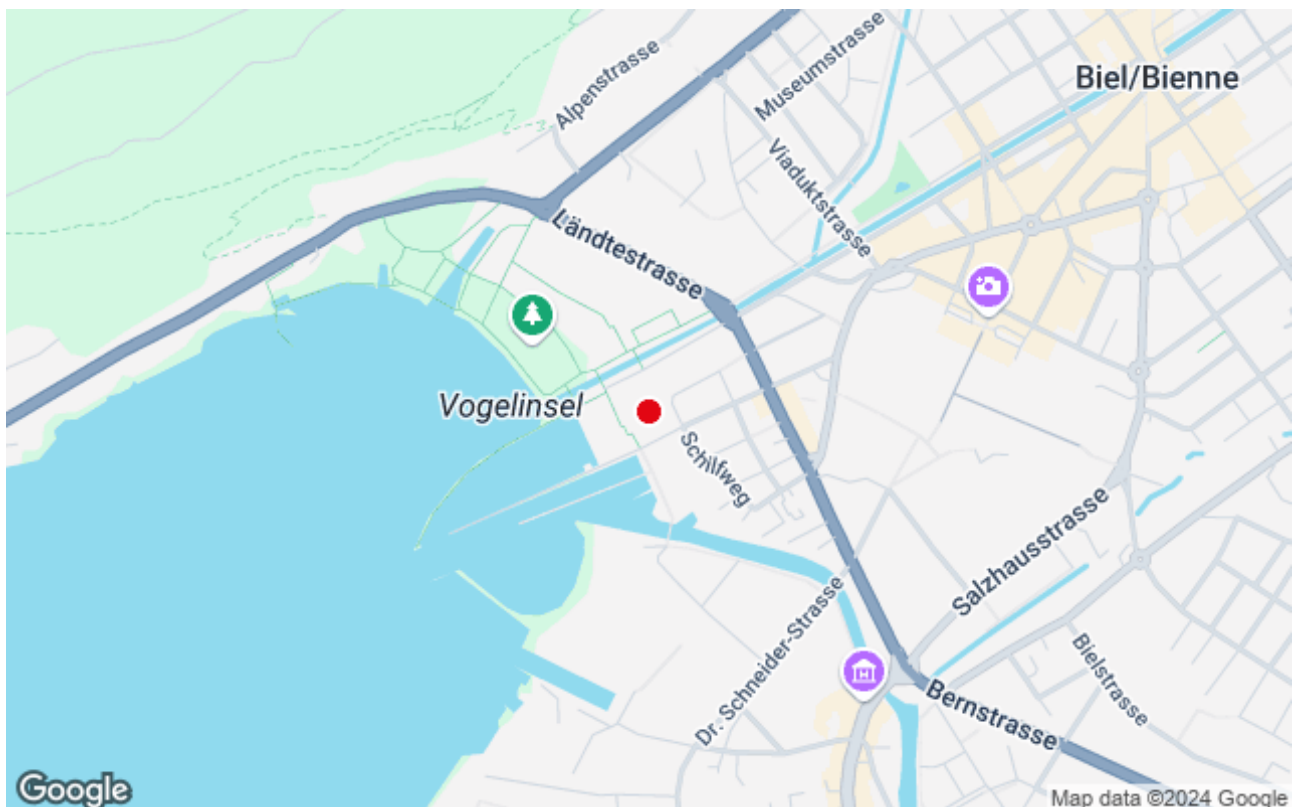 Alpenstrasse
Museumstrasse
Biel/Bienne
Viaduktstrasse
Ländtestrasse
Vogelinsel
Schilfweg
Salzhausstrasse
Dr. Schneider-Strasse
Bielstrasse
Bernstrasse
Google
Map data ©2024 Google